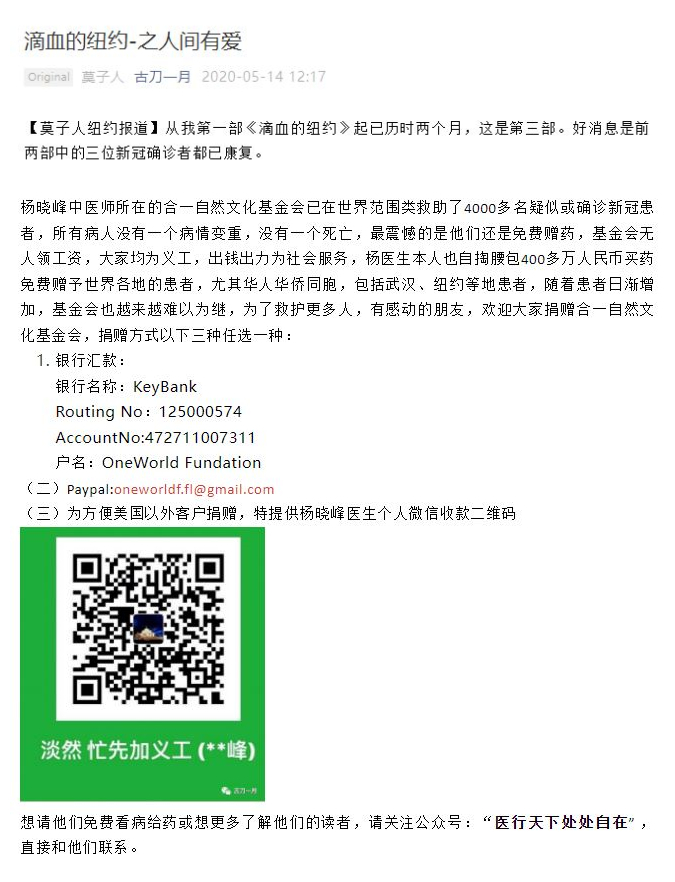 滴血的纽约-之人间有爱
Original 莫子人 古刀一月 2020-05-14 12:17
【莫子人纽约报道】从我第一部《滴血的纽约》起已历时两个月，这是第三部。好消息是前
两部中的三位新冠确诊者都已康复。
杨晓峰中医师所在的合一自然文化基金会已在世界范围类救助了4000多名疑似或确诊新冠患
者，所有病人没有一个病情变重，没有一个死亡，最震憾的是他们还是免费赠药，基金会无
人领工资，大家均为义工，出钱出力为社会服务，杨医生本人也自掏腰包400多万人民币买药
免费赠予世界各地的患者，尤其华人华侨同胞，包括武汉、纽约等地患者，随着患者日渐增
加，基金会也越来越难以为继，为了救护更多人，有感动的朋友，欢迎大家捐赠合一自然文
化基金会，捐赠方式以下三种任选一种：
1. 银行汇款：
银行名称：KeyBank
Routing No：125000574
AccountNo:472711007311
户名：OneWorld Fundation
（二）Paypal:oneworldf.fl@gmail.com
（三）为方便美国以外客户捐赠，特提供杨晓峰医生个人微信收款二维码
淡然 忙先加义工 (**峰)
古刀一月
想请他们免费看病给药或想更多了解他们的读者，请关注公众号：“医行天下处处自在”，
直接和他们联系。